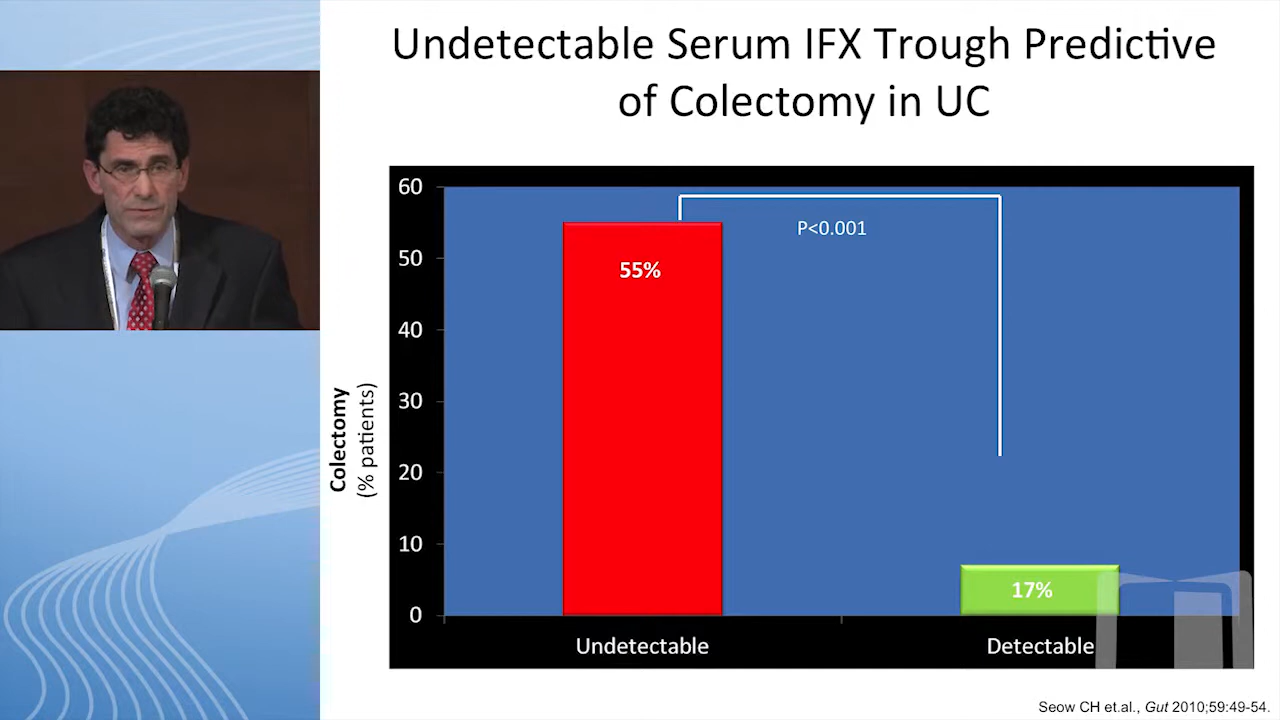 Undetectable Serum IFX Trough Predictive
of Colectomy in UC
60
50
40
30
20
10
0
Colectomy
(% patients)
P<0.001
55%
17%
Undetectable
Detectable
Seow CH et.al., Gut 2010;59:49-54.